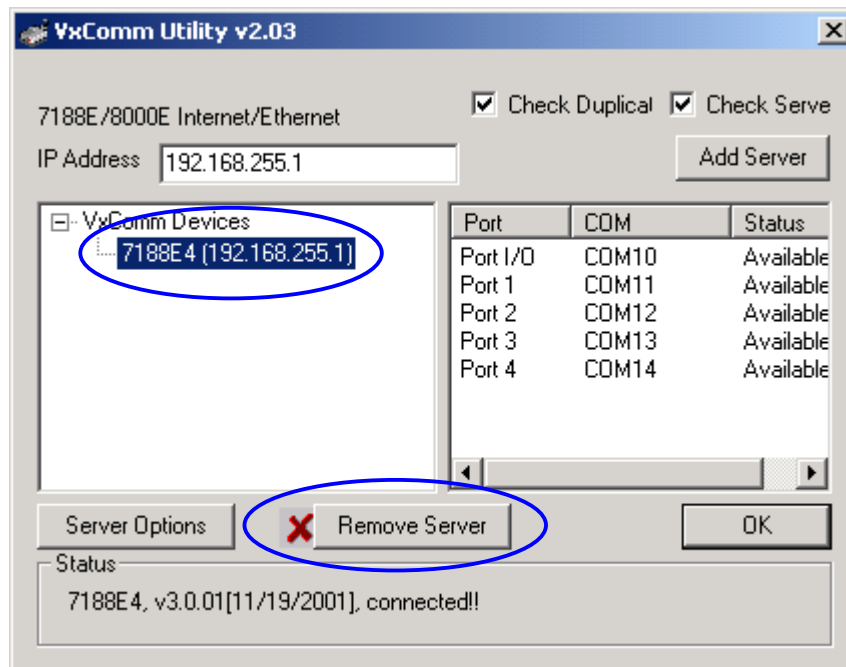 VxComm Utility v2.03
Check Duplical Check Serve
7188E/8000E Internet/Ethernet
IP Address 192.168.255.1 Add Server
VxComm Devices
7188E4 (192.168.255.1)
Port COM Status
Port I/O COM10 Available
Port 1 COM11 Available
Port 2 COM12 Available
Port 3 COM13 Available
Port 4 COM14 Available
Server Options Remove Server OK
Status
7188E4, v3.0.01[11/19/2001], connected!!